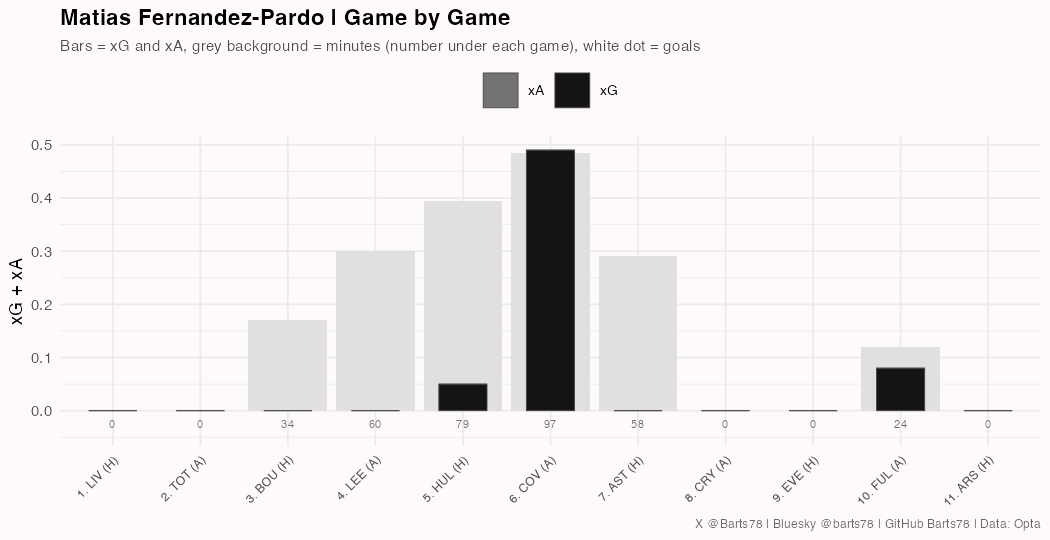 Matias Fernandez-Pardo | Game by Game
Bars = xG and xA, grey background = minutes (number under each game), white dot = goals
xA xG
xG + xA
0.5
0.4
0.3
0.2
0.1
0.0
0 0 34 60 79 97 58 0 0 24 0
1. LIV (H)
2. TOT (A)
3. BOU (H)
4. LEE (A)
5. HUL (H)
6. COV (A)
7. AST (H)
8. CRY (A)
9. EVE (H)
10. FUL (A)
11. ARS (H)
X @Barts78 | Bluesky @barts78 | GitHub Barts78 | Data: Opta